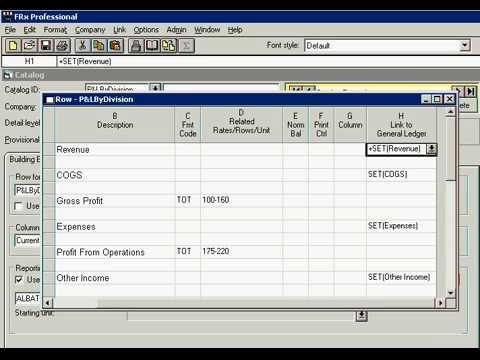 FRx Professional
File Edit Format Company Link Options Admin Window Help
Font style: Default
H1 +SET(Revenue)
Catalog
Catalog ID: P&LByDivision
Company:
Detail level
Provisional
Building B
Row for
P&LByD
Use
Column
Current
Reporting
Use
ALBAT
Starting unit:
Row - P&LByDivision
B C D E F G H
Description Fmt Code Related Rates/Rows/Unit Norm Bal Print Ctrl Column Link to General Ledger
Revenue +SET(Revenue)
COGS SET(COGS)
Gross Profit TOT 100-160
Expenses SET(Expenses)
Profit From Operations TOT 175-220
Other Income SET(Other Income)